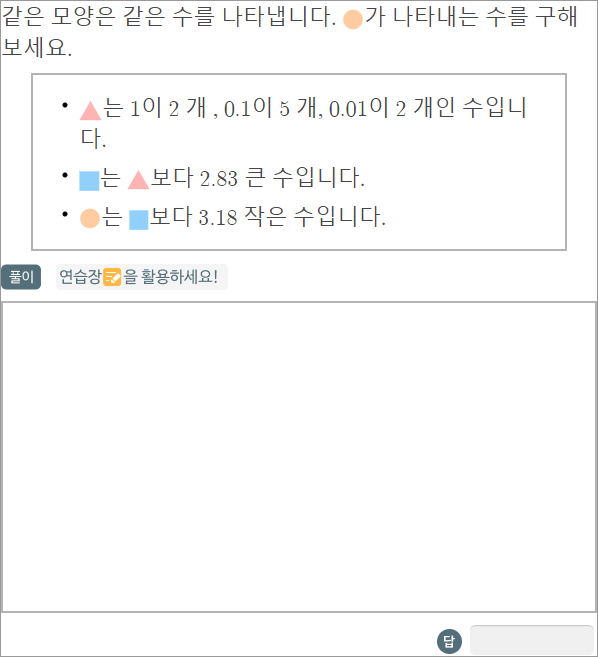 같은 모양은 같은 수를 나타냅니다. 가 나타내는 수를 구해
보세요.
• 는 1이 2 개 , 0.1이 5 개, 0.01이 2 개인 수입니
다.
• 는 보다 2.83 큰 수입니다.
• 는 보다 3.18 작은 수입니다.
풀이 연습장을 활용하세요!
답